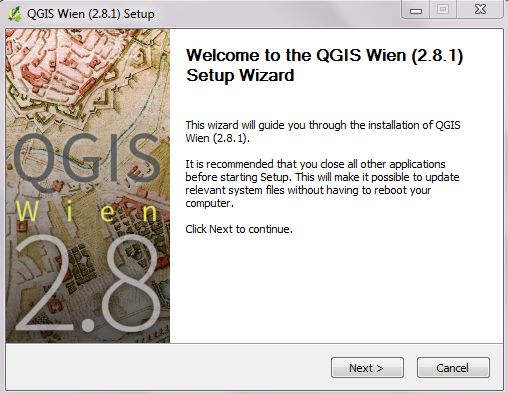 QGIS Wien (2.8.1) Setup
QGIS
Wien
2.8
Welcome to the QGIS Wien (2.8.1)
Setup Wizard
This wizard will guide you through the installation of QGIS
Wien (2.8.1).
It is recommended that you close all other applications
before starting Setup. This will make it possible to update
relevant system files without having to reboot your
computer.
Click Next to continue.
Next >
Cancel